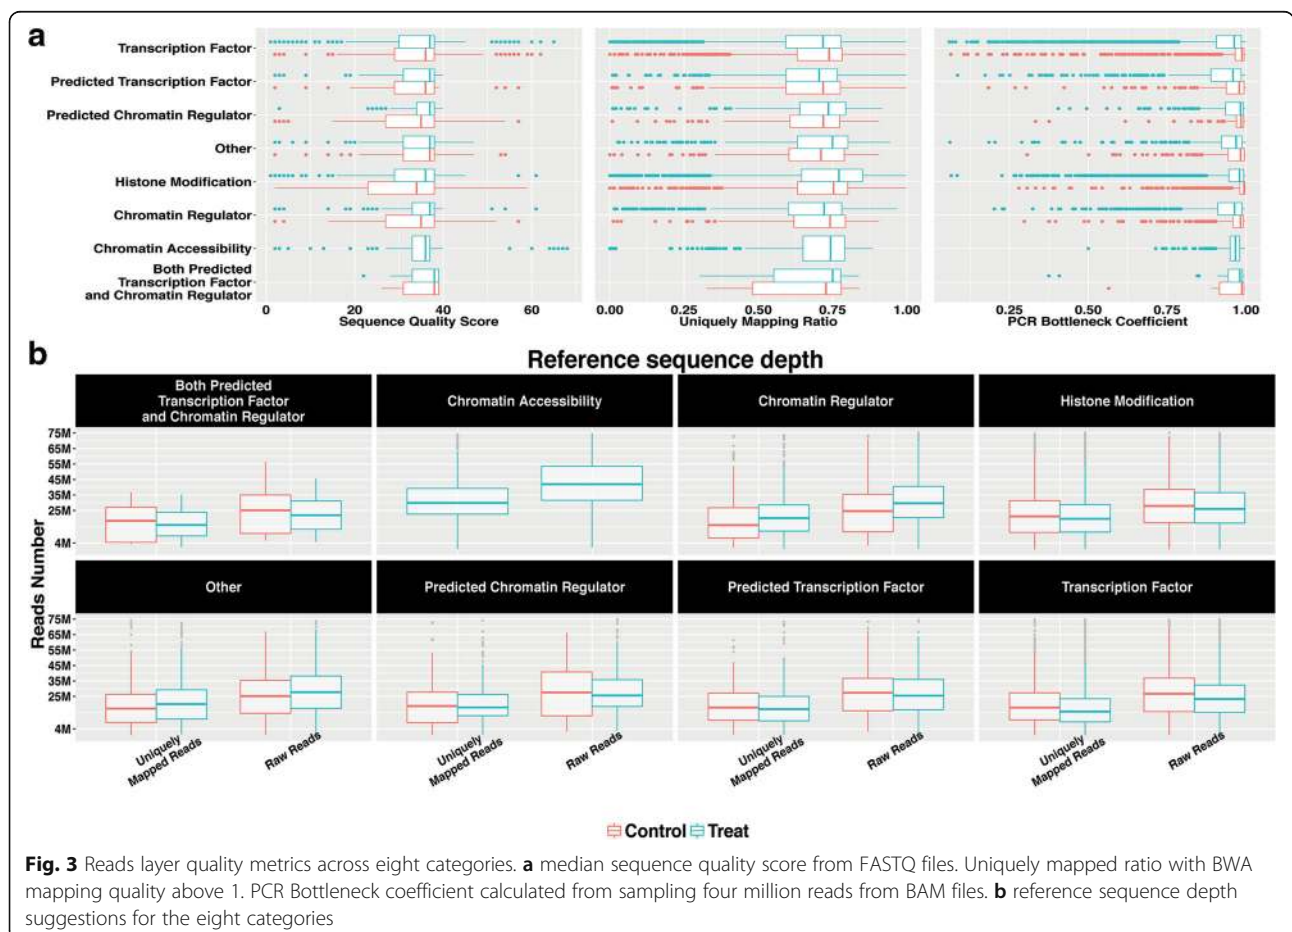 a
Transcription Factor
Predicted Transcription Factor
Predicted Chromatin Regulator
Other
Histone Modification
Chromatin Regulator
Chromatin Accessibility
Both Predicted
Transcription Factor
and Chromatin Regulator
0 20 40 60
Sequence Quality Score
0.00 0.25 0.50 0.75 1.00
Uniquely Mapping Ratio
0.25 0.50 0.75 1.00
PCR Bottleneck Coefficient
b
Reference sequence depth
Both Predicted
Transcription Factor
and Chromatin Regulator
Chromatin Accessibility
Chromatin Regulator
Histone Modification
75M
65M
55M
45M
35M
25M
4M
Reads Number
Other
Predicted Chromatin Regulator
Predicted Transcription Factor
Transcription Factor
75M
65M
55M
45M
35M
25M
4M
Uniquely
Mapped Reads
Raw Reads
Uniquely
Mapped Reads
Raw Reads
Uniquely
Mapped Reads
Raw Reads
Uniquely
Mapped Reads
Raw Reads
Control Treat
Fig. 3 Reads layer quality metrics across eight categories. a median sequence quality score from FASTQ files. Uniquely mapped ratio with BWA
mapping quality above 1. PCR Bottleneck coefficient calculated from sampling four million reads from BAM files. b reference sequence depth
suggestions for the eight categories